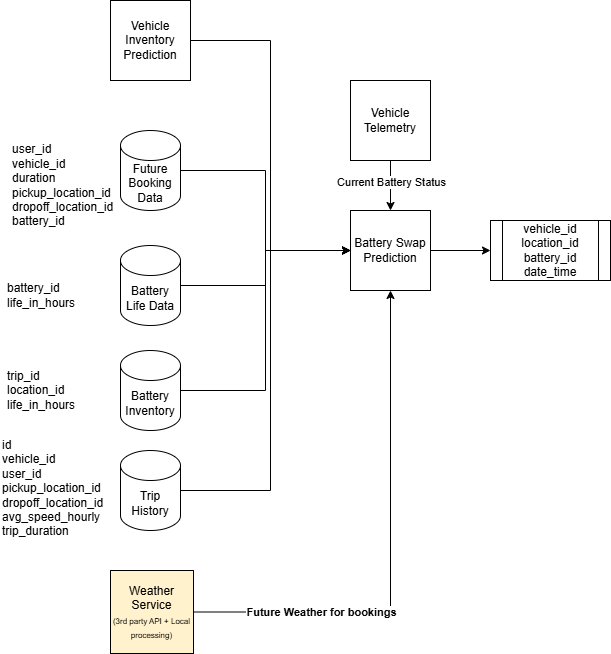 Vehicle
Inventory
Prediction
Vehicle
Telemetry
user_id
vehicle_id
duration
pickup_location_id
dropoff_location_id
battery_id
Future
Booking
Data
Current Battery Status
Battery Swap
Prediction
vehicle_id
location_id
battery_id
date_time
battery_id
life_in_hours
Battery
Life Data
trip_id
location_id
life_in_hours
Battery
Inventory
id
vehicle_id
user_id
pickup_location_id
dropoff_location_id
avg_speed_hourly
trip_duration
Trip
History
Weather
Service
(3rd party API + Local
processing)
Future Weather for bookings